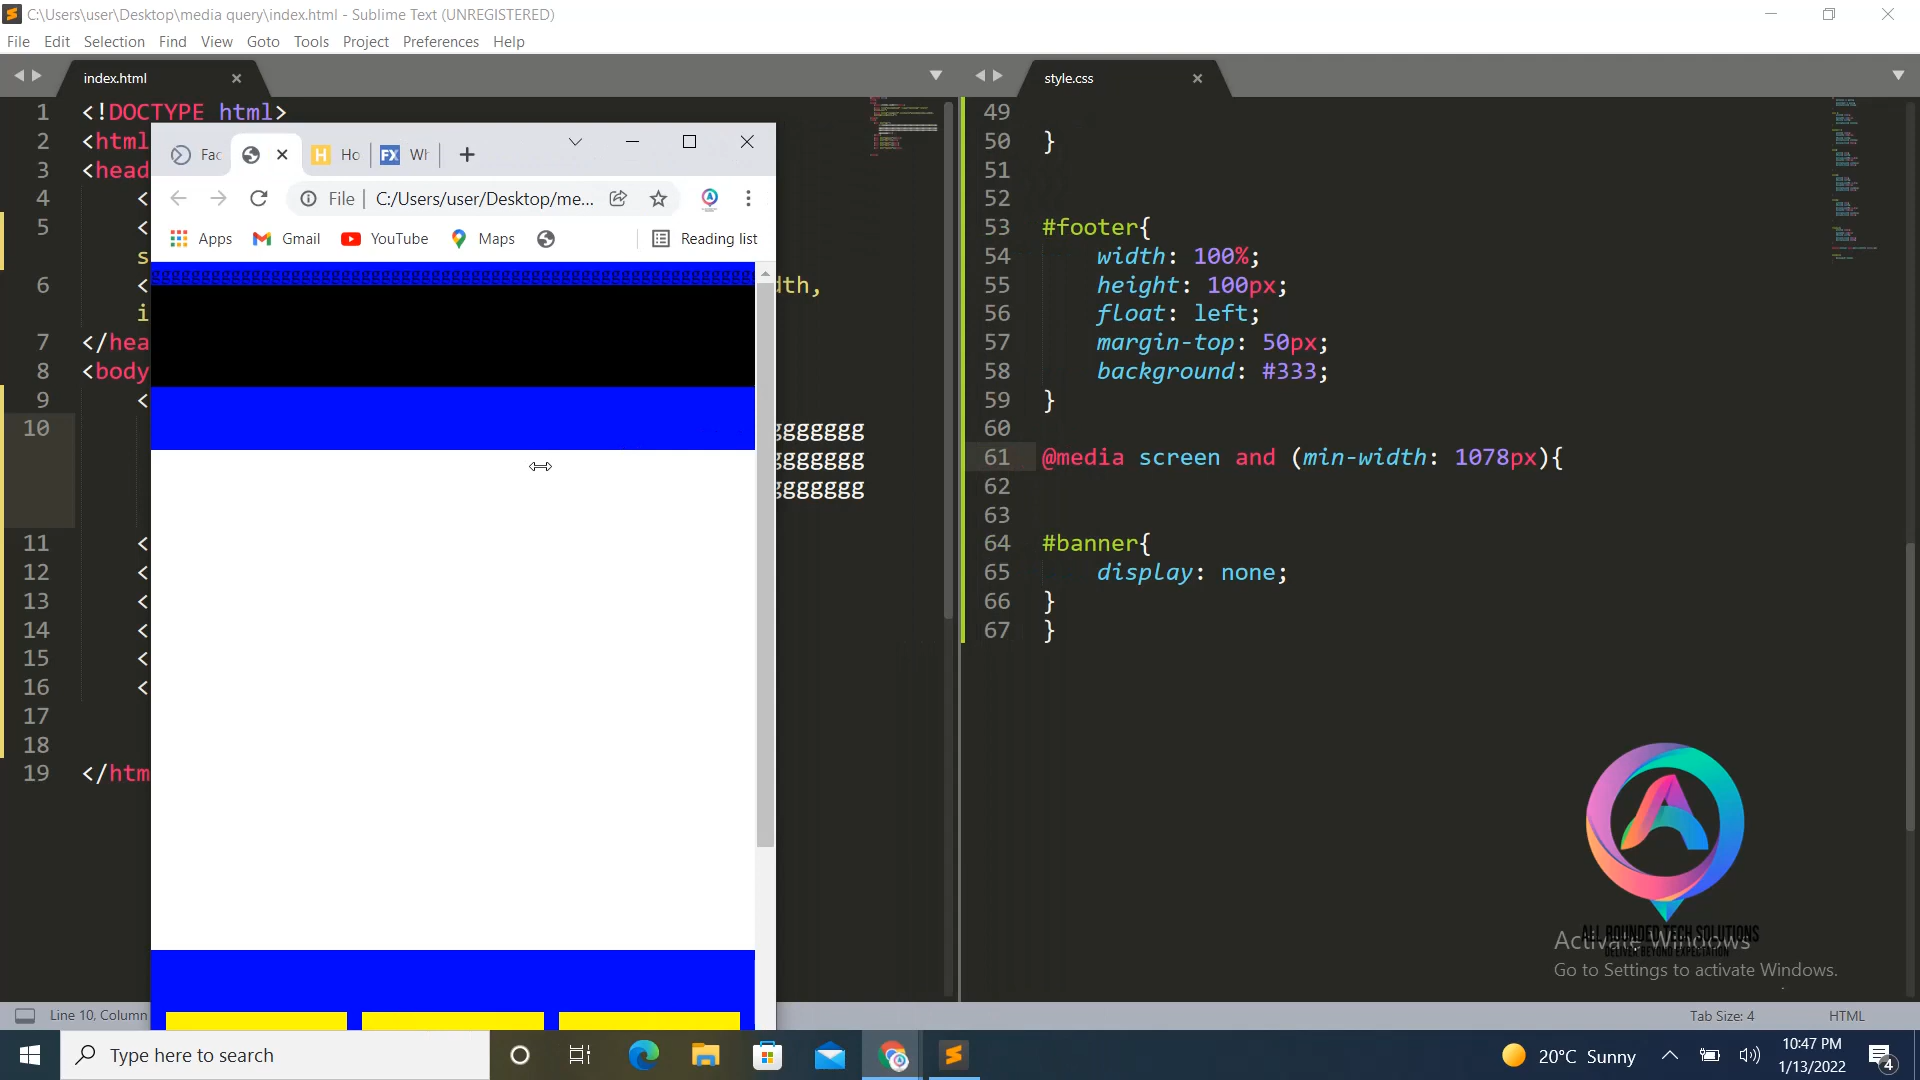 C:\Users\user\Desktop\media query\index.html - Sublime Text (UNREGISTERED)
File Edit Selection Find View Goto Tools Project Preferences Help
index.html
1 <!DOCTYPE html>
2 <html
3 <head
4 <
5 <
s
6 <
dth,
i
7 </hea
8 <body
9 <
10
ggggggg
ggggggg
ggggggg
11 <
12 <
13 <
14 <
15 <
16 <
17
18
19 </htm
Fac
Ho
FX Wh
File C:/Users/user/Desktop/me...
Apps Gmail YouTube Maps Reading list
style.css
49
50 }
51
52
53 #footer{
54 width: 100%;
55 height: 100px;
56 float: left;
57 margin-top: 50px;
58 background: #333;
59 }
60
61 @media screen and (min-width: 1078px){
62
63
64 #banner{
65 display: none;
66 }
67 }
ALL ROUNDED TECH SOLUTIONS
DELIVER BEYOND EXPECTATION
Activate Windows
Go to Settings to activate Windows.
Line 10, Column
Tab Size: 4 HTML
Type here to search
20°C Sunny
10:47 PM
1/13/2022
4